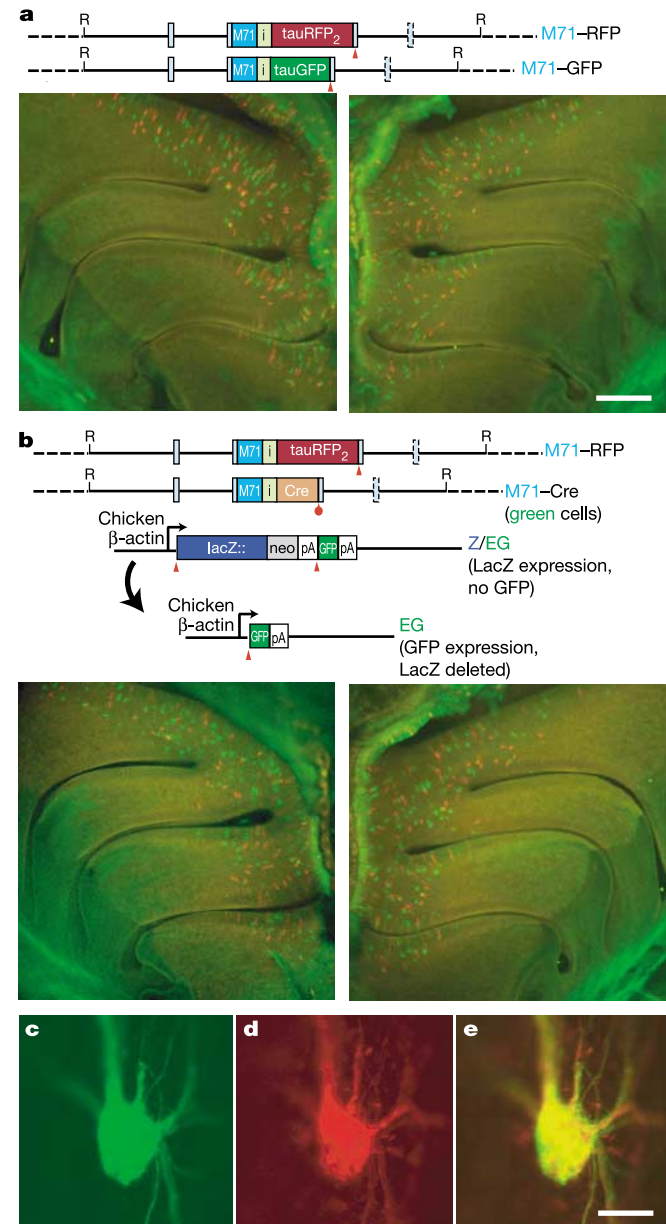 a
R R
M71 i tauRFP2 M71–RFP
R R
M71 i tauGFP M71–GFP
b
R R
M71 i tauRFP2 M71–RFP
R R
M71 i Cre M71–Cre
(green cells)
Chicken
β-actin
lacZ:: neo pA GFP pA Z/EG
(LacZ expression,
no GFP)
Chicken
β-actin
GFP pA EG
(GFP expression,
LacZ deleted)
c d e